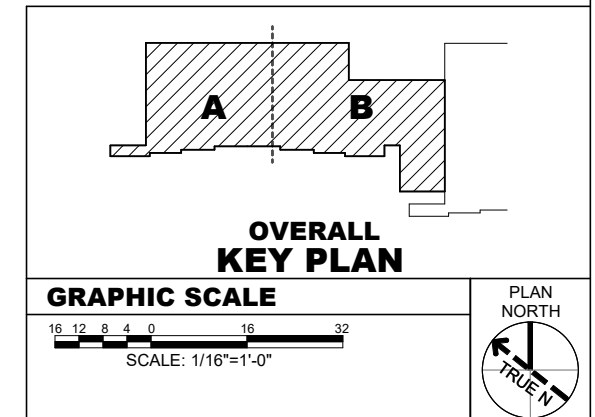 A B
OVERALL
KEY PLAN
GRAPHIC SCALE
16 12 8 4 0 16 32
SCALE: 1/16"=1'-0"
PLAN
NORTH
TRUE N